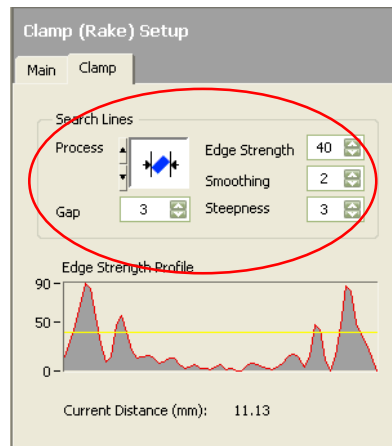 Clamp (Rake) Setup
Main Clamp
Search Lines
Process Edge Strength 40
Smoothing 2
Gap 3 Steepness 3
Edge Strength Profile
90
50
0
Current Distance (mm): 11.13